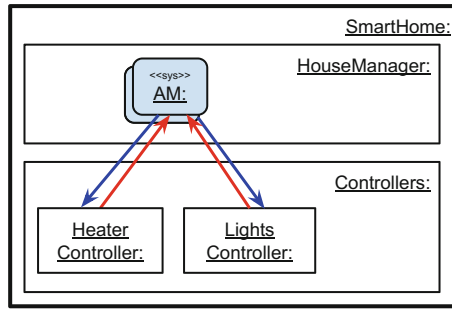 SmartHome:
HouseManager:
<<sys>>
AM:
Controllers:
Heater
Controller:
Lights
Controller: